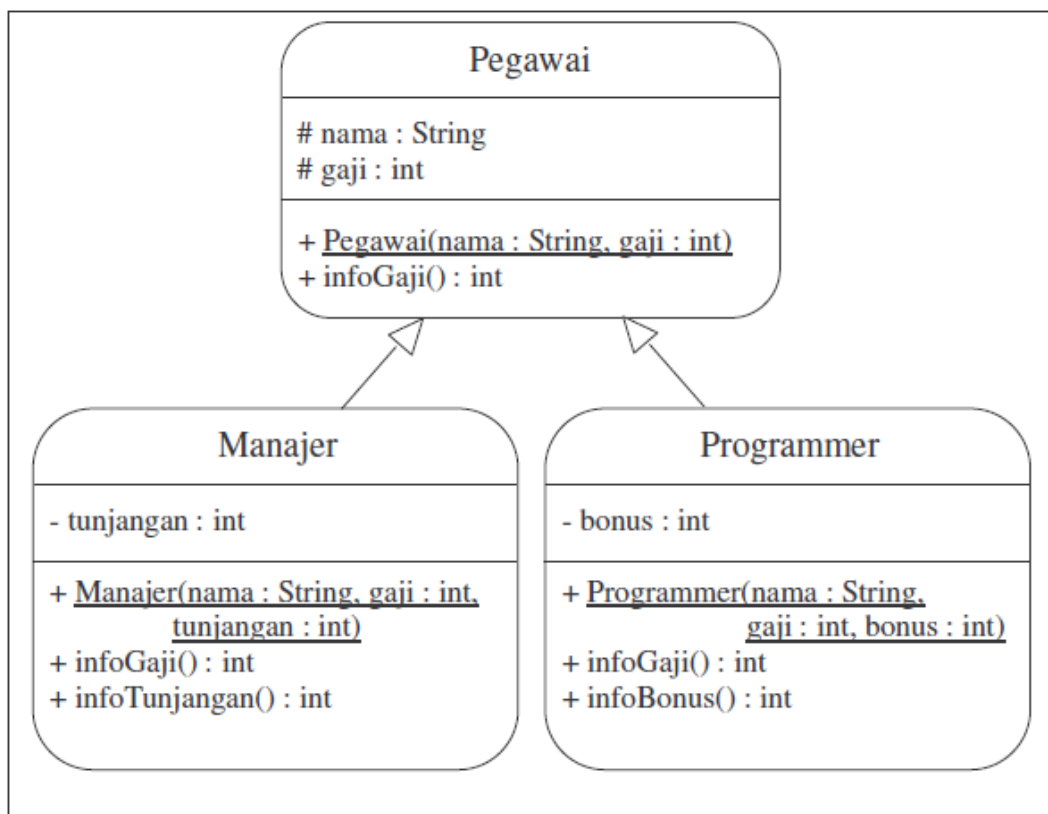 Pegawai
# nama : String
# gaji : int
+ Pegawai(nama : String, gaji : int)
+ infoGaji() : int
Manajer
- tunjangan : int
+ Manajer(nama : String, gaji : int,
tunjangan : int)
+ infoGaji() : int
+ infoTunjangan() : int
Programmer
- bonus : int
+ Programmer(nama : String,
gaji : int, bonus : int)
+ infoGaji() : int
+ infoBonus() : int